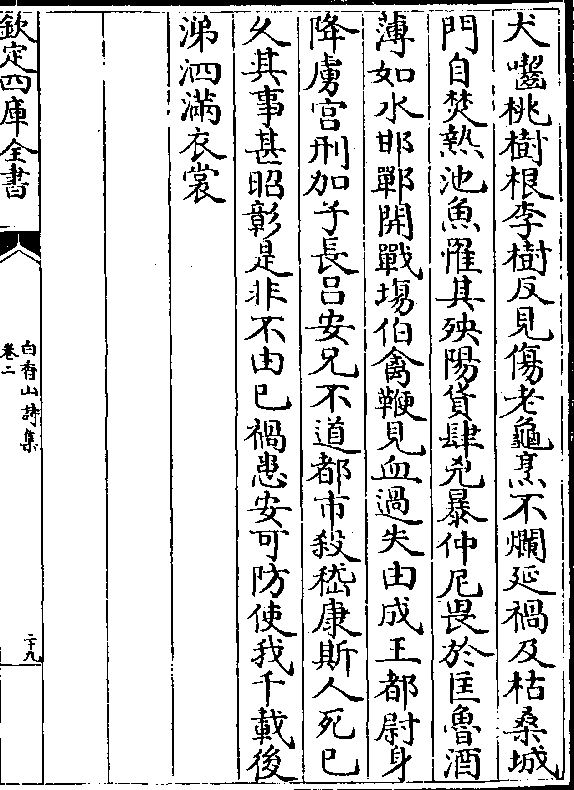 犬囓桃樹根李樹反見傷老龜烹不爛延禍及枯桑城
門自焚爇池魚罹其殃陽貨肆兇暴仲尼畏於匡魯酒
薄如水邯鄲開戰場伯禽鞭見血過失由成王都尉身
降虜宮刑加子長呂安兄不道都市殺嵇康斯人死已
久其事甚昭彰是非不由已禍患安可防使我千載後
涕泗滿衣裳
欽定四庫全書
白香山詩集
卷二
二十九